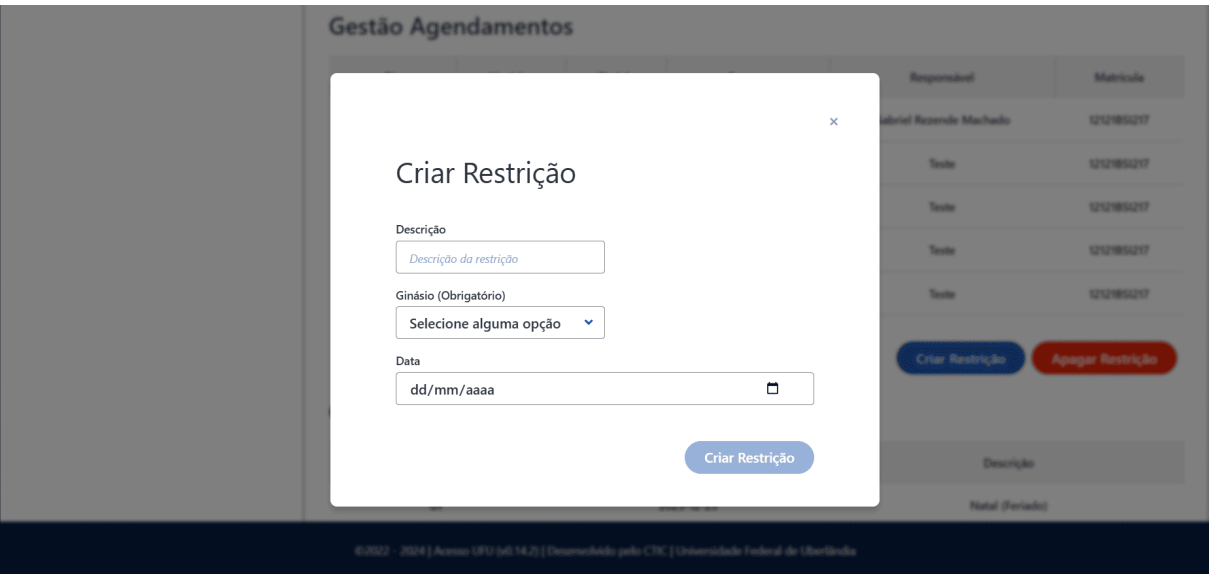 Gestão Agendamentos
Responsável Matrícula
Gabriel Rezende Machado 12121BSI217
×
Teste 12121BSI217
Criar Restrição
Teste 12121BSI217
Descrição
Descrição da restrição
Teste 12121BSI217
Ginásio (Obrigatório)
Teste 12121BSI217
Selecione alguma opção
Data
Criar Restrição Apagar Restrição
dd/mm/aaaa
Criar Restrição
Descrição
Natal (Feriado)
©2022 - 2024 | Acesso UFU (v0.14.2) | Desenvolvido pelo CTIC | Universidade Federal de Uberlândia